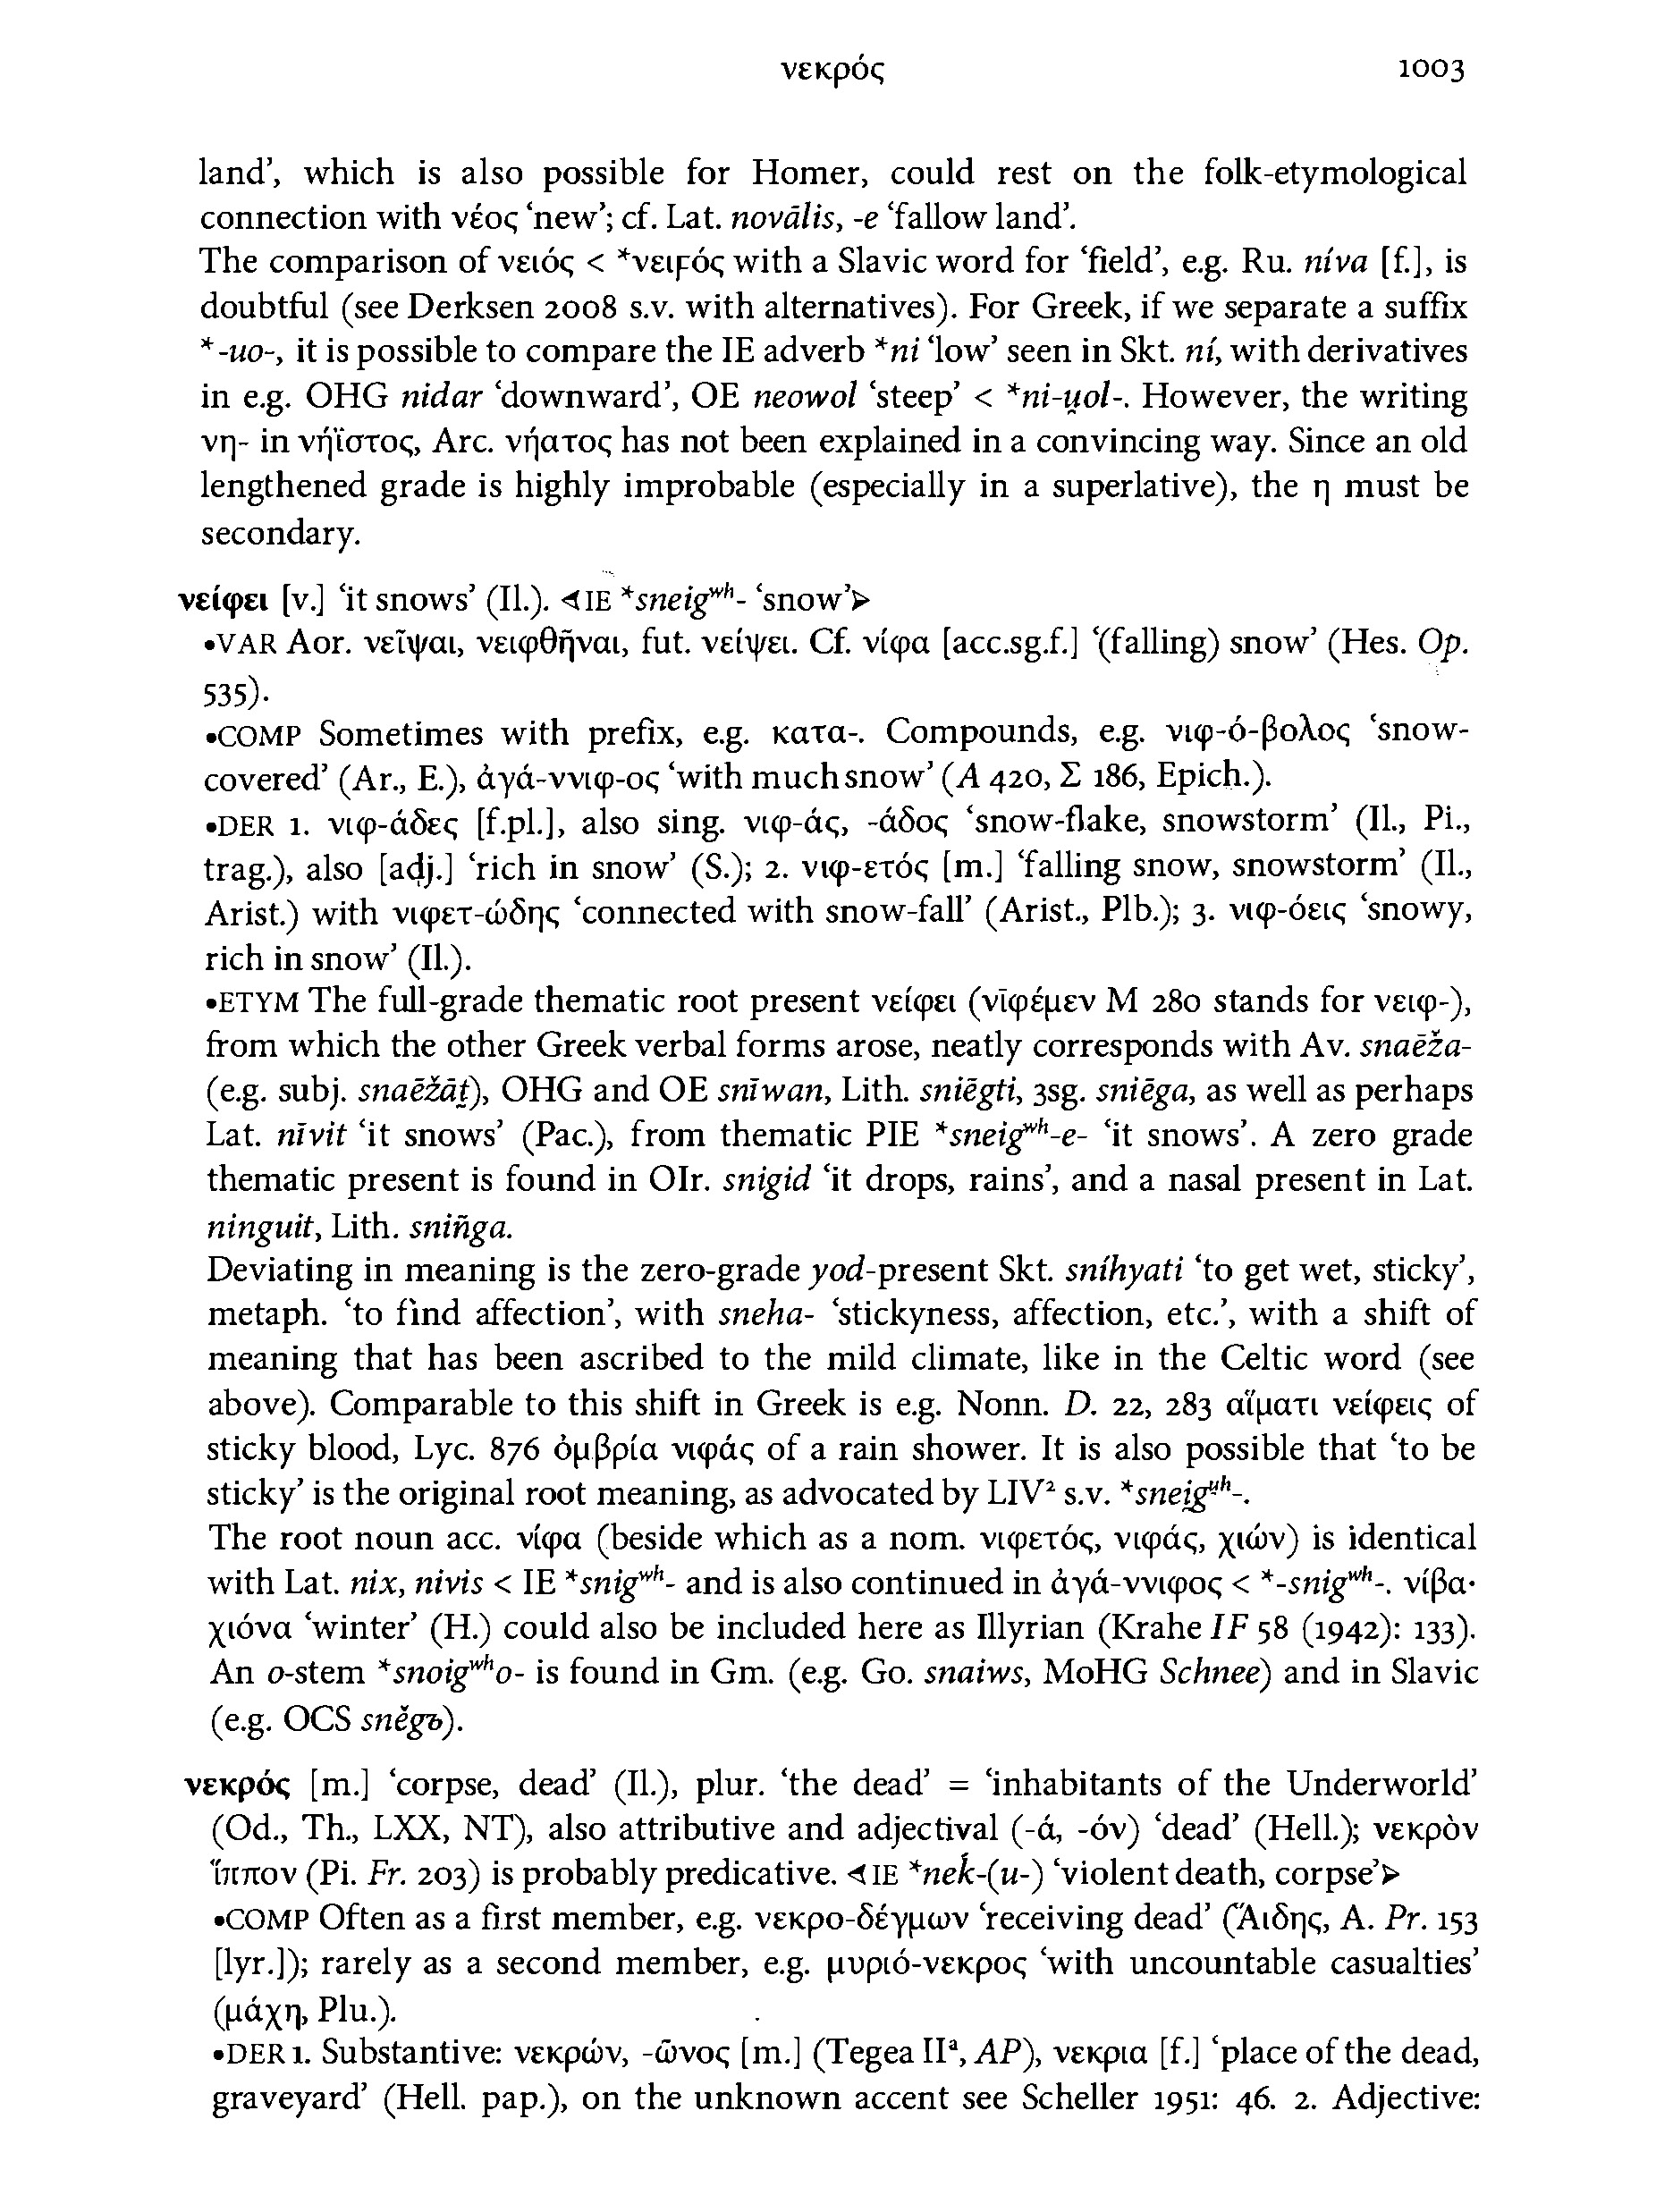 νεκρός 1003
land’, which is also possible for Homer, could rest on the folk-etymological
connection with νέος ‘new’; cf. Lat. novālis, -e ‘fallow land’.
The comparison of νειός < *νειϝός with a Slavic word for ‘field’, e.g. Ru. níva [f.], is
doubtful (see Derksen 2008 s.v. with alternatives). For Greek, if we separate a suffix
*-uo-, it is possible to compare the IE adverb *ni ‘low’ seen in Skt. ní, with derivatives
in e.g. OHG nidar ‘downward’, OE neowol ‘steep’ < *ni-u̯ol-. However, the writing
νη- in νήϊστος, Arc. νήατος has not been explained in a convincing way. Since an old
lengthened grade is highly improbable (especially in a superlative), the η must be
secondary.
νείφει [v.] ‘it snows’ (Il.). ⊲IE *sneigʷʰ- ‘snow’⊳
•VAR Aor. νεῖψαι, νειφθῆναι, fut. νείψει. Cf. νίφα [acc.sg.f.] ‘(falling) snow’ (Hes. Op.
535).
•COMP Sometimes with prefix, e.g. κατα-. Compounds, e.g. νιφ-ό-βολος ‘snow-
covered’ (Ar., E.), ἀγά-ννιφ-ος ‘with much snow’ (A 420, Σ 186, Epich.).
•DER 1. νιφ-άδες [f.pl.], also sing. νιφ-άς, -άδος ‘snow-flake, snowstorm’ (Il., Pi.,
trag.), also [adj.] ‘rich in snow’ (S.); 2. νιφ-ετός [m.] ‘falling snow, snowstorm’ (Il.,
Arist.) with νιφετ-ώδης ‘connected with snow-fall’ (Arist., Plb.); 3. νιφ-όεις ‘snowy,
rich in snow’ (Il.).
•ETYM The full-grade thematic root present νείφει (νῑφέμεν M 280 stands for νειφ-),
from which the other Greek verbal forms arose, neatly corresponds with Av. snaēža-
(e.g. subj. snaēžāt̰), OHG and OE snīwan, Lith. sniẽgti, 3sg. sniẽga, as well as perhaps
Lat. nīvit ‘it snows’ (Pac.), from thematic PIE *sneigʷʰ-e- ‘it snows’. A zero grade
thematic present is found in OIr. snigid ‘it drops, rains’, and a nasal present in Lat.
ninguit, Lith. sniñga.
Deviating in meaning is the zero-grade yod-present Skt. sníhyati ‘to get wet, sticky’,
metaph. ‘to find affection’, with sneha- ‘stickyness, affection, etc.’, with a shift of
meaning that has been ascribed to the mild climate, like in the Celtic word (see
above). Comparable to this shift in Greek is e.g. Nonn. D. 22, 283 αἵματι νείφεις of
sticky blood, Lyc. 876 ὀμβρία νιφάς of a rain shower. It is also possible that ‘to be
sticky’ is the original root meaning, as advocated by LIV² s.v. *snei̯gᵘ̯ʰ-.
The root noun acc. νίφα (beside which as a nom. νιφετός, νιφάς, χιών) is identical
with Lat. nix, nivis < IE *snigʷʰ- and is also continued in ἀγά-ννιφος < *-snigʷʰ-. νίβα·
χιόνα ‘winter’ (H.) could also be included here as Illyrian (Krahe IF 58 (1942): 133).
An o-stem *snoigʷʰo- is found in Gm. (e.g. Go. snaiws, MoHG Schnee) and in Slavic
(e.g. OCS sněgъ).
νεκρός [m.] ‘corpse, dead’ (Il.), plur. ‘the dead’ = ‘inhabitants of the Underworld’
(Od., Th., LXX, NT), also attributive and adjectival (-ά, -όν) ‘dead’ (Hell.); νεκρὸν
ἵππον (Pi. Fr. 203) is probably predicative. ⊲IE *neḱ-(u-) ‘violent death, corpse’⊳
•COMP Often as a first member, e.g. νεκρο-δέγμων ‘receiving dead’ (Ἅιδης, A. Pr. 153
[lyr.]); rarely as a second member, e.g. μυριό-νεκρος ‘with uncountable casualties’
(μάχη, Plu.).
•DER 1. Substantive: νεκρών, -ῶνος [m.] (Tegea IIᵃ, AP), νεκρια [f.] ‘place of the dead,
graveyard’ (Hell. pap.), on the unknown accent see Scheller 1951: 46. 2. Adjective: